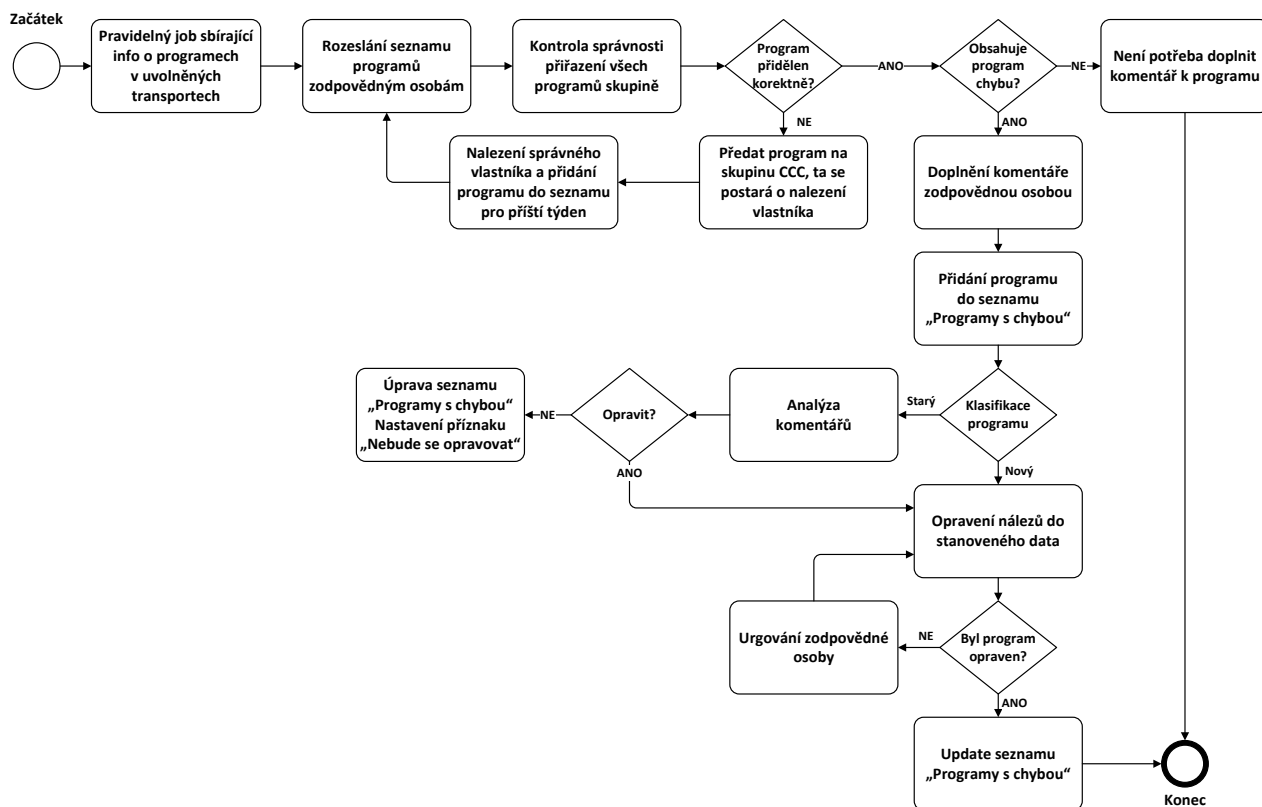 Začátek
Pravidelný job sbírající
info o programech
v uvolněných
transportech
Rozeslání seznamu
programů
zodpovědným osobám
Kontrola správnosti
přiřazení všech
programů skupině
Program
přidělen
korektně?
ANO
Obsahuje
program
chybu?
NE
Není potřeba doplnit
komentář k programu
NE
ANO
Nalezení správného
vlastníka a přidání
programu do seznamu
pro příští týden
Předat program na
skupinu CCC, ta se
postará o nalezení
vlastníka
Doplnění komentáře
zodpovědnou osobou
Přidání programu
do seznamu
„Programy s chybou“
Úprava seznamu
„Programy s chybou“
Nastavení příznaku
„Nebude se opravovat“
NE
Opravit?
Analýza
komentářů
Starý
Klasifikace
programu
ANO
Nový
Opravení nálezů do
stanoveného data
Urgování zodpovědné
osoby
NE
Byl program
opraven?
ANO
Update seznamu
„Programy s chybou“
Konec